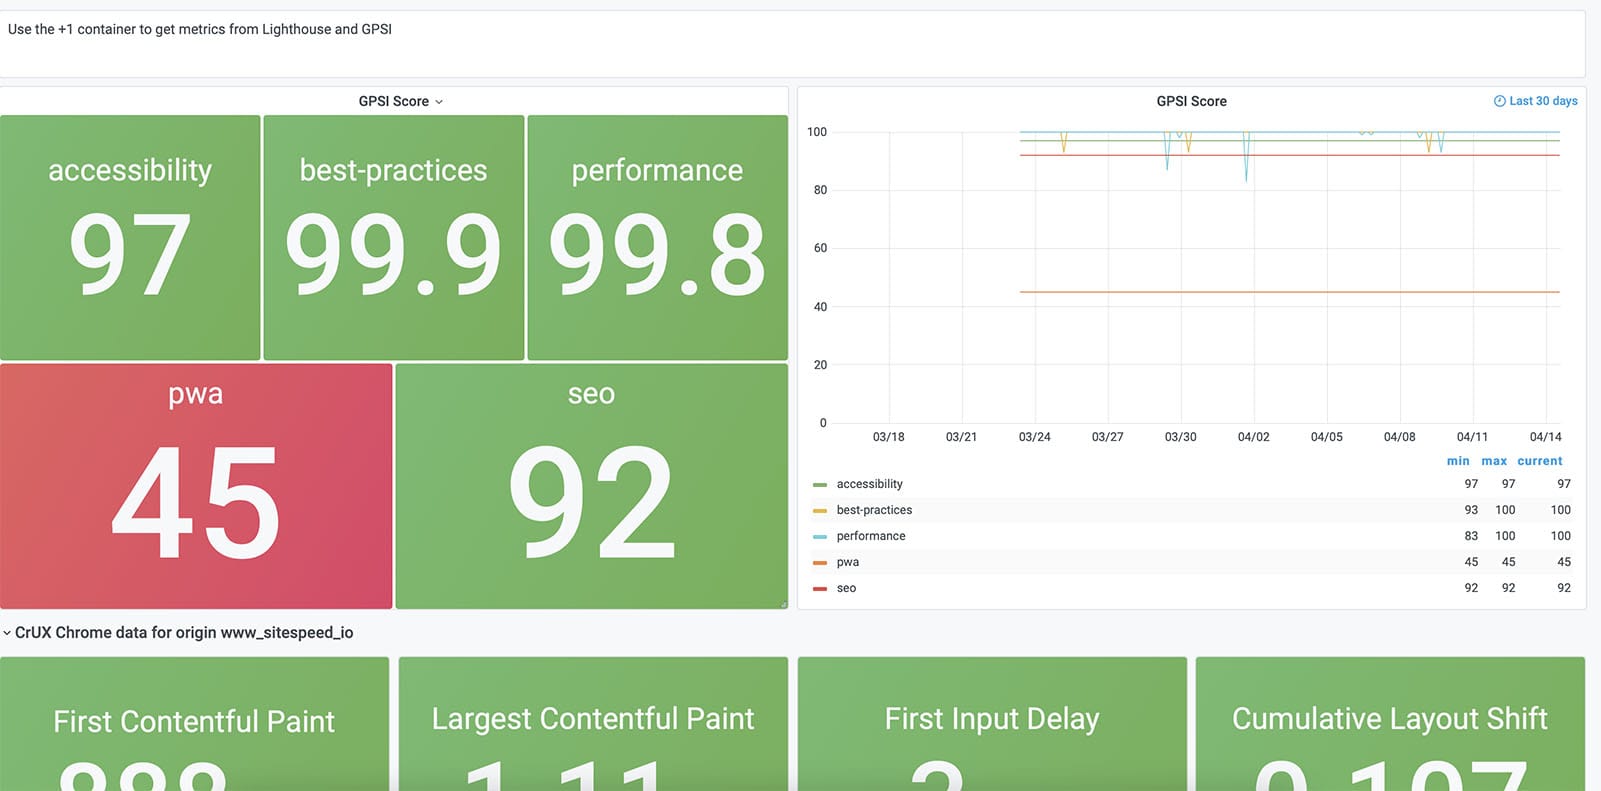 Use the +1 container to get metrics from Lighthouse and GPSI
GPSI Score
accessibility
97
best-practices
99.9
performance
99.8
pwa
45
seo
92
GPSI Score
Last 30 days
100
80
60
40
20
0
03/18 03/21 03/24 03/27 03/30 04/02 04/05 04/08 04/11 04/14
min max current
accessibility 97 97 97
best-practices 93 100 100
performance 83 100 100
pwa 45 45 45
seo 92 92 92
CrUX Chrome data for origin www_sitespeed_io
First Contentful Paint
Largest Contentful Paint
First Input Delay
Cumulative Layout Shift